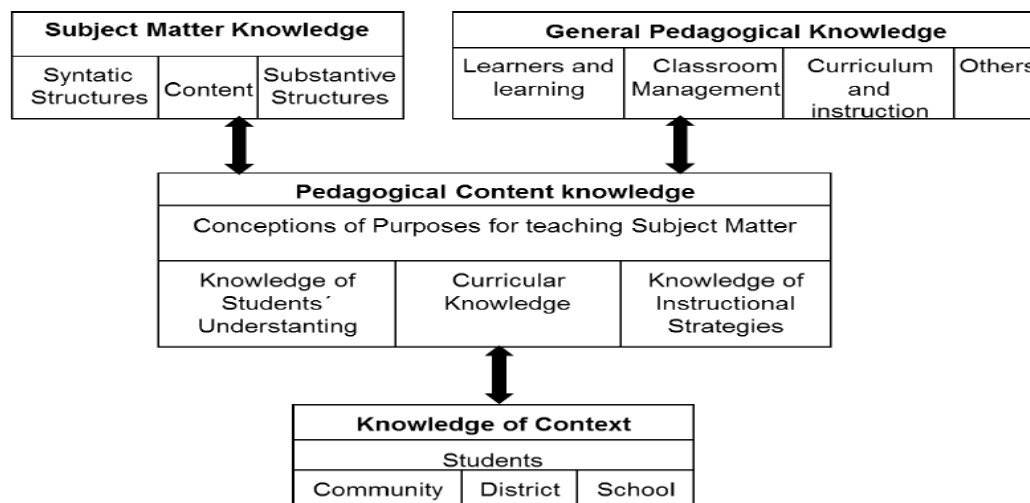 Subject Matter Knowledge
Syntatic
Structures
Content
Substantive
Structures
General Pedagogical Knowledge
Learners and
learning
Classroom
Management
Curriculum
and
instruction
Others
Pedagogical Content knowledge
Conceptions of Purposes for teaching Subject Matter
Knowledge of
Students´
Understanting
Curricular
Knowledge
Knowledge of
Instructional
Strategies
Knowledge of Context
Students
Community
District
School